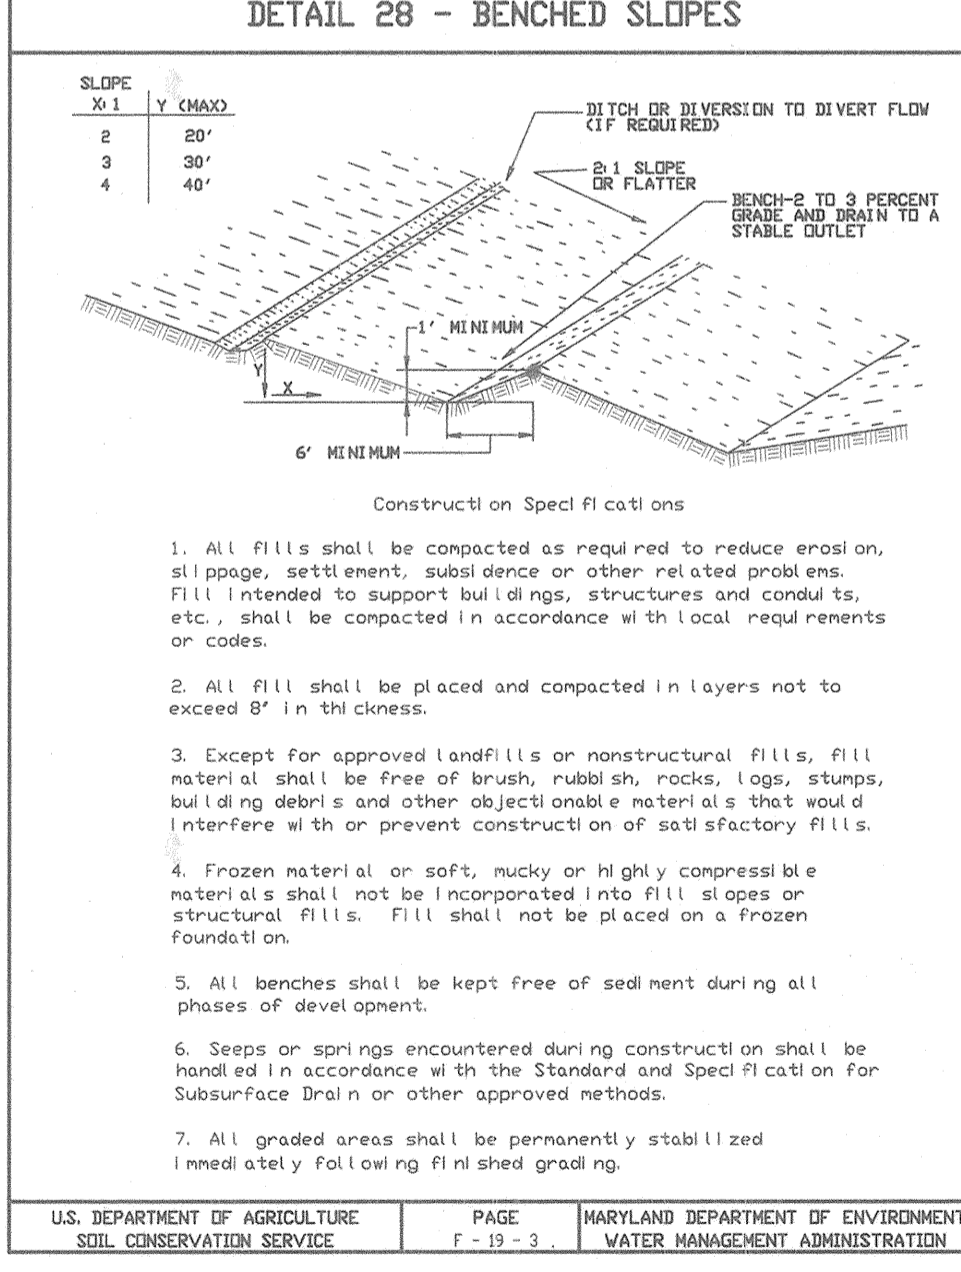 DETAIL 28 - BENCHED SLOPES
SLOPE
X:1 Y (MAX)
2 20'
3 30'
4 40'
DITCH OR DIVERSION TO DIVERT FLOW
(IF REQUIRED)
2:1 SLOPE
OR FLATTER
BENCH-2 TO 3 PERCENT
GRADE AND DRAIN TO A
STABLE OUTLET
1' MINIMUM
Y
X
6' MINIMUM
Construction Specifications
1. All fills shall be compacted as required to reduce erosion,
slippage, settlement, subsidence or other related problems.
Fill intended to support buildings, structures and conduits,
etc., shall be compacted in accordance with local requirements
or codes.
2. All fill shall be placed and compacted in layers not to
exceed 8" in thickness.
3. Except for approved landfills or nonstructural fills, fill
material shall be free of brush, rubbish, rocks, logs, stumps,
building debris and other objectionable materials that would
interfere with or prevent construction of satisfactory fills.
4. Frozen material or soft, mucky or highly compressible
materials shall not be incorporated into fill slopes or
structural fills. Fill shall not be placed on a frozen
foundation.
5. All benches shall be kept free of sediment during all
phases of development.
6. Seeps or springs encountered during construction shall be
handled in accordance with the Standard and Specification for
Subsurface Drain or other approved methods.
7. All graded areas shall be permanently stabilized
immediately following finished grading.
U.S. DEPARTMENT OF AGRICULTURE
SOIL CONSERVATION SERVICE
PAGE
F - 19 - 3
MARYLAND DEPARTMENT OF ENVIRONMENT
WATER MANAGEMENT ADMINISTRATION